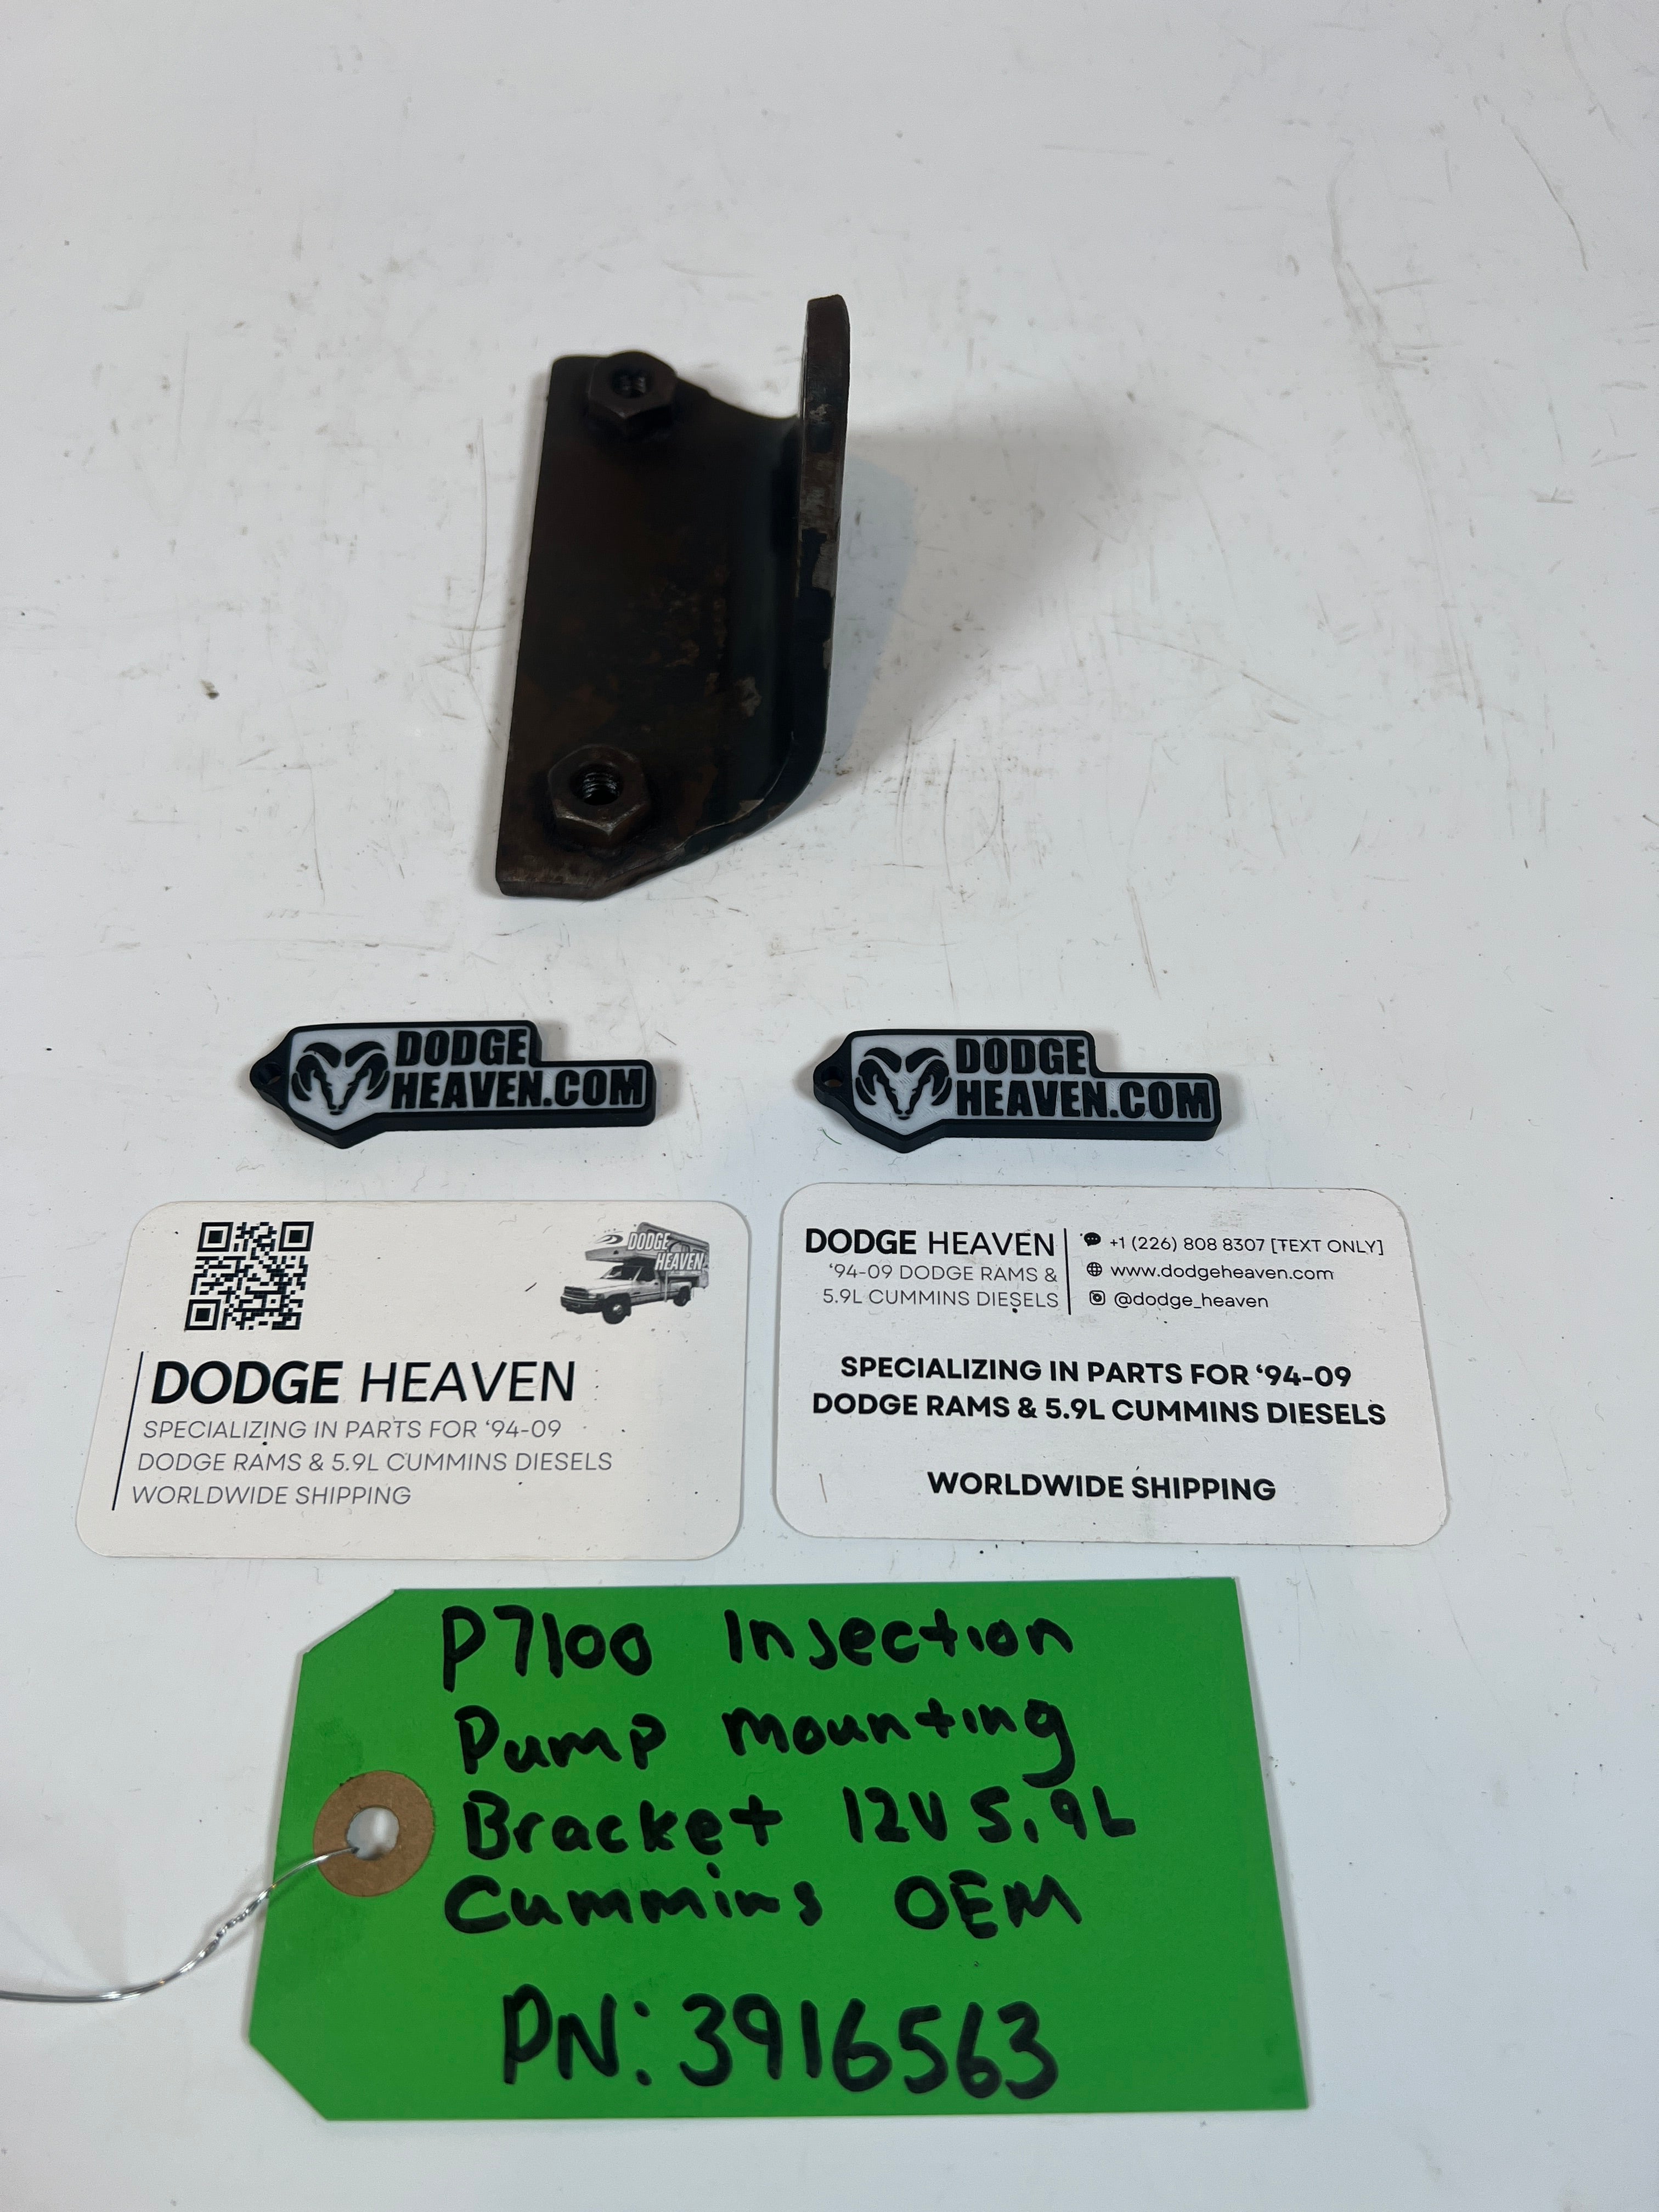 DODGE
HEAVEN.COM
DODGE
HEAVEN.COM
DODGE
HEAVEN
DODGE HEAVEN
SPECIALIZING IN PARTS FOR ‘94-09
DODGE RAMS & 5.9L CUMMINS DIESELS
WORLDWIDE SHIPPING
DODGE HEAVEN
‘94-09 DODGE RAMS &
5.9L CUMMINS DIESELS
+1 (226) 808 8307 [TEXT ONLY]
www.dodgeheaven.com
@dodge_heaven
SPECIALIZING IN PARTS FOR ‘94-09
DODGE RAMS & 5.9L CUMMINS DIESELS
WORLDWIDE SHIPPING
P7100 Injection
Pump mounting
Bracket 12V 5.9L
Cummins OEM
PN: 3916563